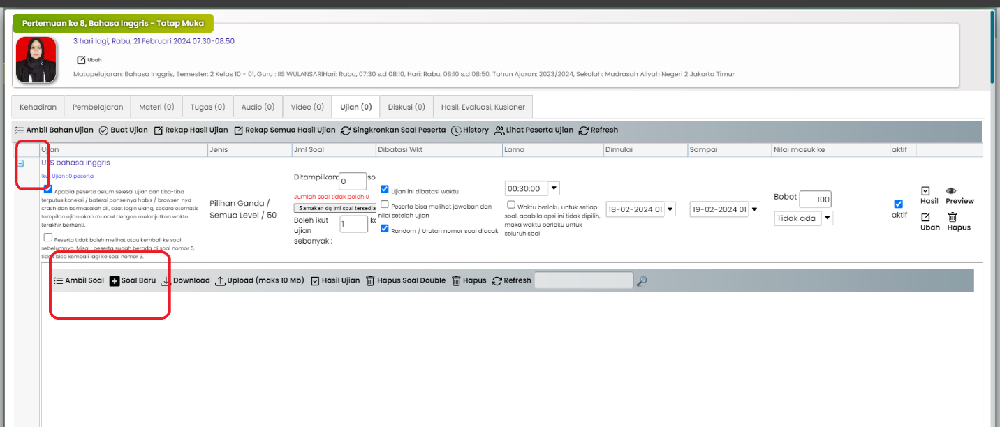 Pertemuan ke 8, Bahasa Inggris - Tatap Muka
3 hari lagi, Rabu, 21 Februari 2024 07.30-08.50
Ubah
Matapelajaran: Bahasa Inggris, Semester: 2 Kelas 10 - 01, Guru : IIS WULANSARIHari: Rabu, 07:30 s.d 08:10, Hari: Rabu, 08:10 s.d 08:50, Tahun Ajaran: 2023/2024, Sekolah: Madrasah Aliyah Negeri 2 Jakarta Timur
Kehadiran Pembelajaran Materi (0) Tugas (0) Audio (0) Video (0) Ujian (0) Diskusi (0) Hasil, Evaluasi, Kusioner
Ambil Bahan Ujian Buat Ujian Rekap Hasil Ujian Rekap Semua Hasil Ujian Singkronkan Soal Peserta History Lihat Peserta Ujian Refresh
Ujian Jenis Jml Soal Dibatasi Wkt Lama Dimulai Sampai Nilai masuk ke aktif
UTS bahasa inggris
Ikut Ujian : 0 peserta
Apabila peserta belum selesai ujian dan tiba-tiba
terputus koneksi / baterai ponselnya habis / browser-nya
crash dan bermasalah dll, saat login ulang, secara otomatis
tampilan ujian akan muncul dengan melanjutkan waktu
terakhir berhenti.
Peserta tidak boleh melihat atau kembali ke soal
sebelumnya. Misal : peserta sudah berada di soal nomor 5,
tidak bisa kembali lagi ke soal nomor 3.
Pilihan Ganda /
Semua Level / 50
Ditampilkan: 0 so
Jumlah soal tidak boleh 0
Samakan dg jml soal tersedia
Boleh ikut 1 kc
ujian
sebanyak :
Ujian ini dibatasi waktu
Peserta bisa melihat jawaban dan
nilai setelah ujian
Random / Urutan nomor soal diacak
00:30:00
Waktu berlaku untuk setiap
soal, apabila opsi ini tidak dipilih,
maka waktu berlaku untuk
seluruh soal
18-02-2024 01
19-02-2024 01
Bobot 100
Tidak ada
aktif
Hasil Preview
Ubah Hapus
Ambil Soal Soal Baru Download Upload (maks 10 Mb) Hasil Ujian Hapus Soal Double Hapus Refresh